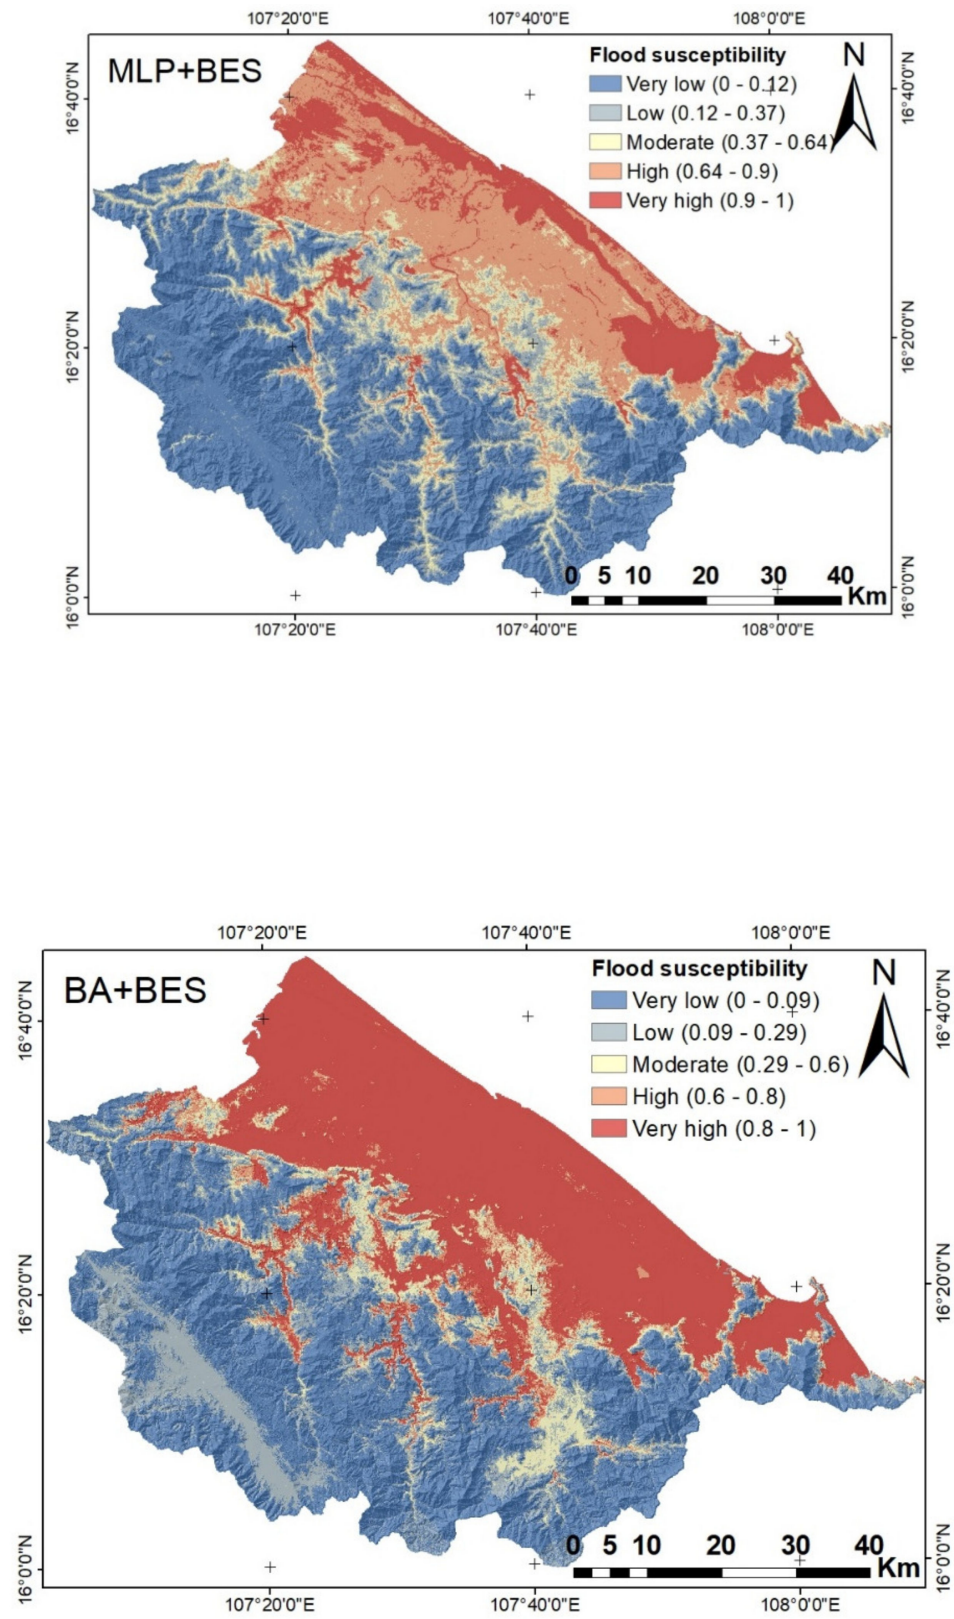 107°20'0"E 107°40'0"E 108°0'0"E
MLP+BES
Flood susceptibility
Very low (0 - 0.12)
Low (0.12 - 0.37)
Moderate (0.37 - 0.64)
High (0.64 - 0.9)
Very high (0.9 - 1)
N
16°40'0"N 16°40'0"N
16°20'0"N 16°20'0"N
16°0'0"N 16°0'0"N
0 5 10 20 30 40
Km
107°20'0"E 107°40'0"E 108°0'0"E
107°20'0"E 107°40'0"E 108°0'0"E
BA+BES
Flood susceptibility
Very low (0 - 0.09)
Low (0.09 - 0.29)
Moderate (0.29 - 0.6)
High (0.6 - 0.8)
Very high (0.8 - 1)
N
16°40'0"N 16°40'0"N
16°20'0"N 16°20'0"N
16°0'0"N 16°0'0"N
0 5 10 20 30 40
Km
107°20'0"E 107°40'0"E 108°0'0"E